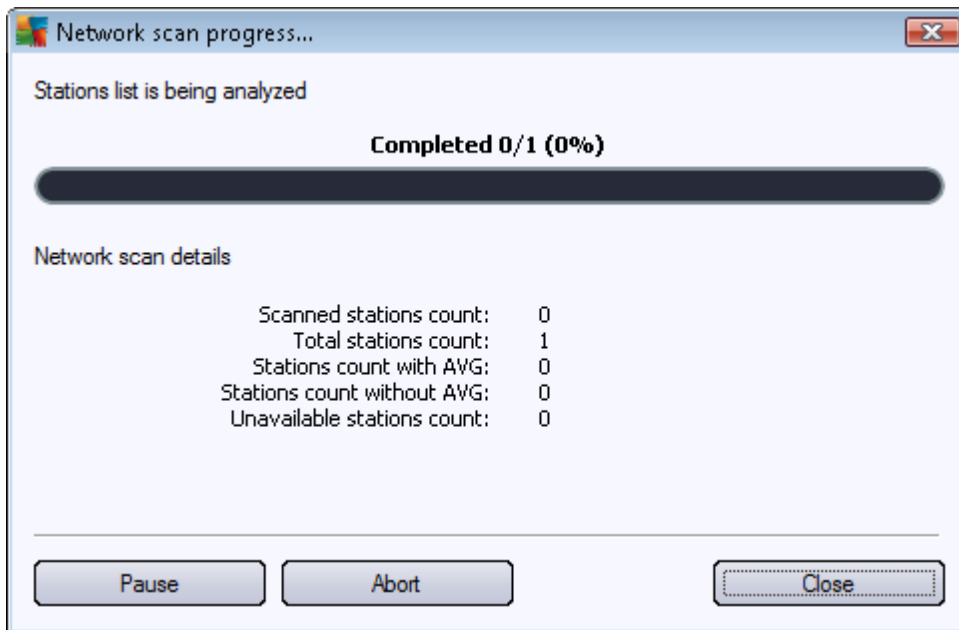 Network scan progress...
Stations list is being analyzed
Completed 0/1 (0%)
Network scan details
Scanned stations count: 0
Total stations count: 1
Stations count with AVG: 0
Stations count without AVG: 0
Unavailable stations count: 0
Pause Abort Close